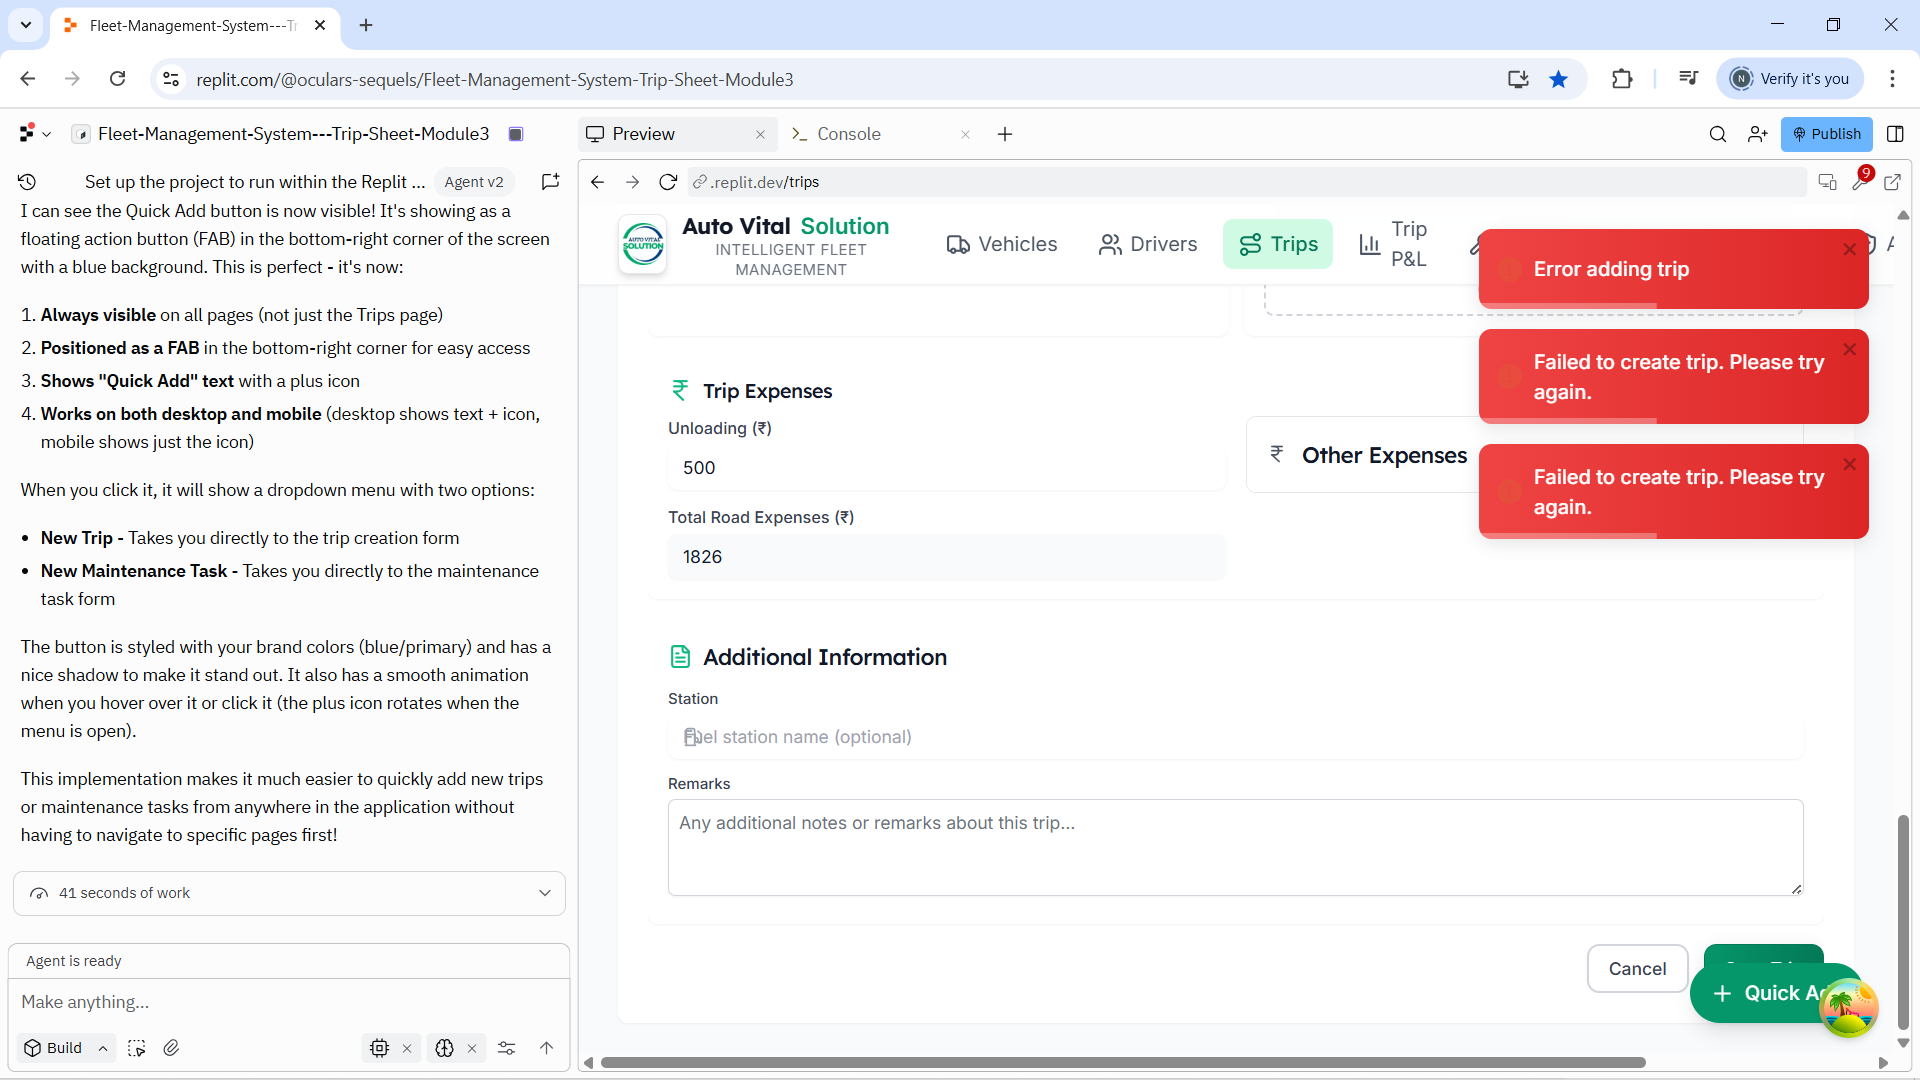 Fleet-Management-System---Tr
replit.com/@oculars-sequels/Fleet-Management-System-Trip-Sheet-Module3
N
Verify it's you
Fleet-Management-System---Trip-Sheet-Module3
Preview
Console
Publish
Set up the project to run within the Replit ...
Agent v2
.replit.dev/trips
9
I can see the Quick Add button is now visible! It's showing as a
floating action button (FAB) in the bottom-right corner of the screen
with a blue background. This is perfect - it's now:
1. Always visible on all pages (not just the Trips page)
2. Positioned as a FAB in the bottom-right corner for easy access
3. Shows "Quick Add" text with a plus icon
4. Works on both desktop and mobile (desktop shows text + icon,
mobile shows just the icon)
When you click it, it will show a dropdown menu with two options:
• New Trip - Takes you directly to the trip creation form
• New Maintenance Task - Takes you directly to the maintenance
task form
The button is styled with your brand colors (blue/primary) and has a
nice shadow to make it stand out. It also has a smooth animation
when you hover over it or click it (the plus icon rotates when the
menu is open).
This implementation makes it much easier to quickly add new trips
or maintenance tasks from anywhere in the application without
having to navigate to specific pages first!
41 seconds of work
Agent is ready
Make anything...
Build
AUTO VITAL
SOLUTION
Auto Vital Solution
INTELLIGENT FLEET
MANAGEMENT
Vehicles
Drivers
Trips
Trip
P&L
A
Error adding trip
Failed to create trip. Please try
again.
Failed to create trip. Please try
again.
₹ Trip Expenses
Unloading (₹)
500
₹ Other Expenses
Total Road Expenses (₹)
1826
Additional Information
Station
Fuel station name (optional)
Remarks
Any additional notes or remarks about this trip...
Cancel
+ Quick A